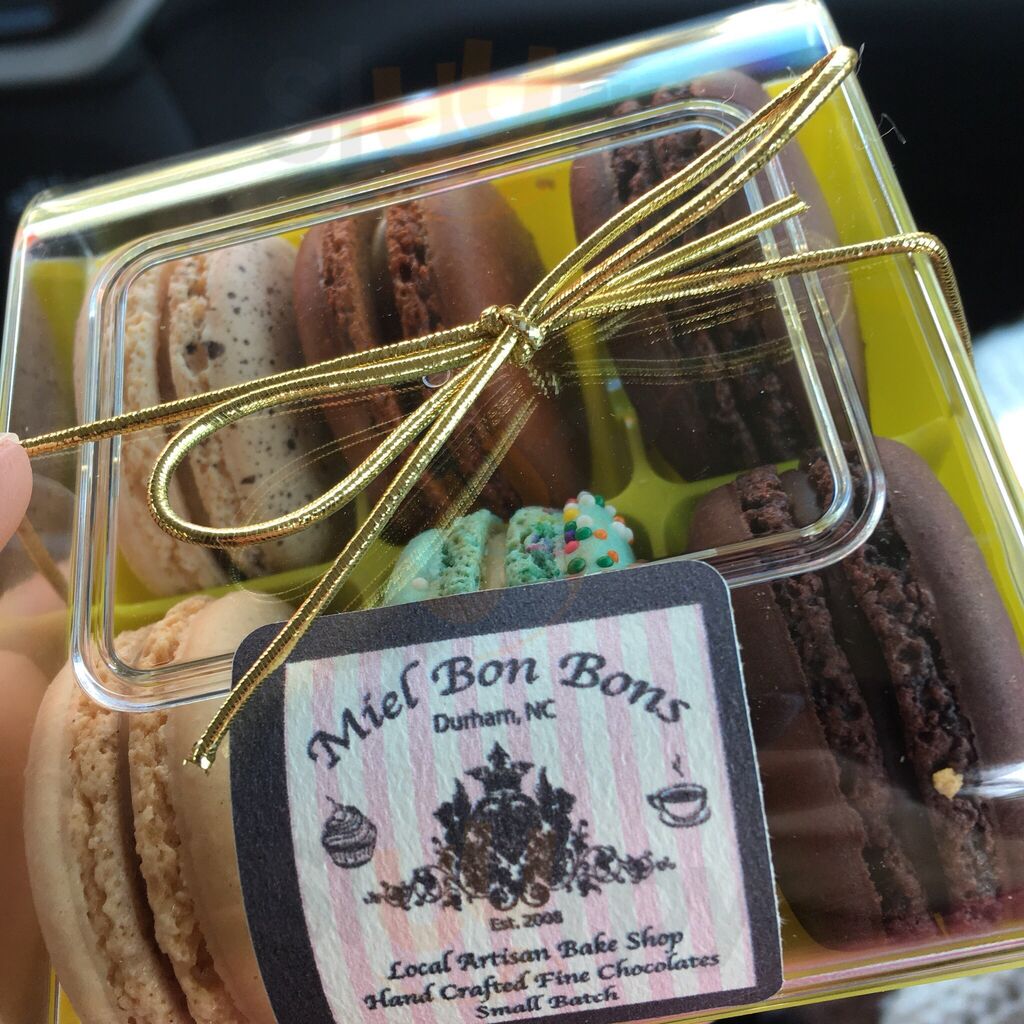 Miel Bon Bons
Durham, NC
Est. 2008
Local Artisan Bake Shop
Hand Crafted Fine Chocolates
Small Batch